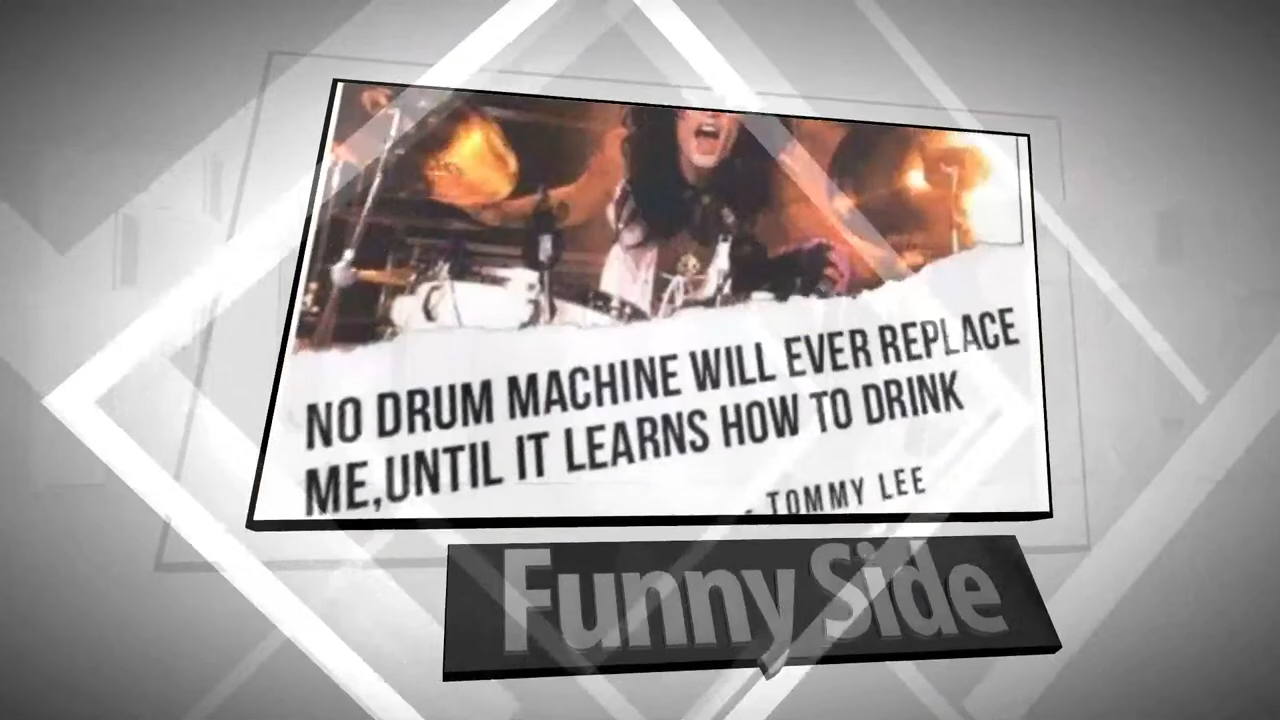 NO DRUM MACHINE WILL EVER REPLACE
ME,UNTIL IT LEARNS HOW TO DRINK
- TOMMY LEE
Funny Side